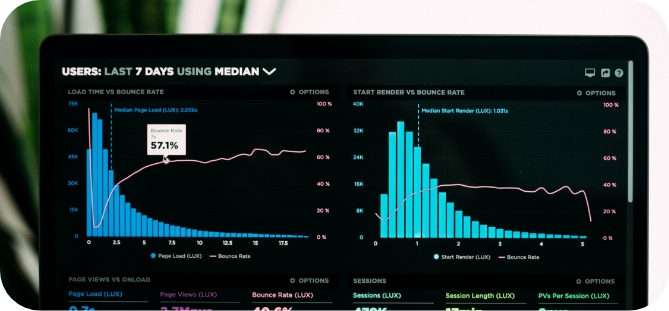 USERS: LAST 7 DAYS USING MEDIAN
LOAD TIME VS BOUNCE RATE
OPTIONS
75K
60K
45K
30K
15K
0
Median Page Load (LUX): 2.056s
Bounce Rate
7s
57.1%
100 %
80 %
60 %
40 %
20 %
0 %
0 2.5 5 7.5 10 12.5 15 17.5
Page Load (LUX) Bounce Rate
START RENDER VS BOUNCE RATE
OPTIONS
40K
32K
24K
16K
8K
0
Median Start Render (LUX): 1.031s
100 %
80 %
60 %
40 %
20 %
0 %
0 1 2 3 4 5
Start Render (LUX) Bounce Rate
PAGE VIEWS VS ONLOAD
OPTIONS
Page Load (LUX) Page Views (LUX) Bounce Rate (LUX)
SESSIONS
OPTIONS
Sessions (LUX) Session Length (LUX) PVs Per Session (LUX)